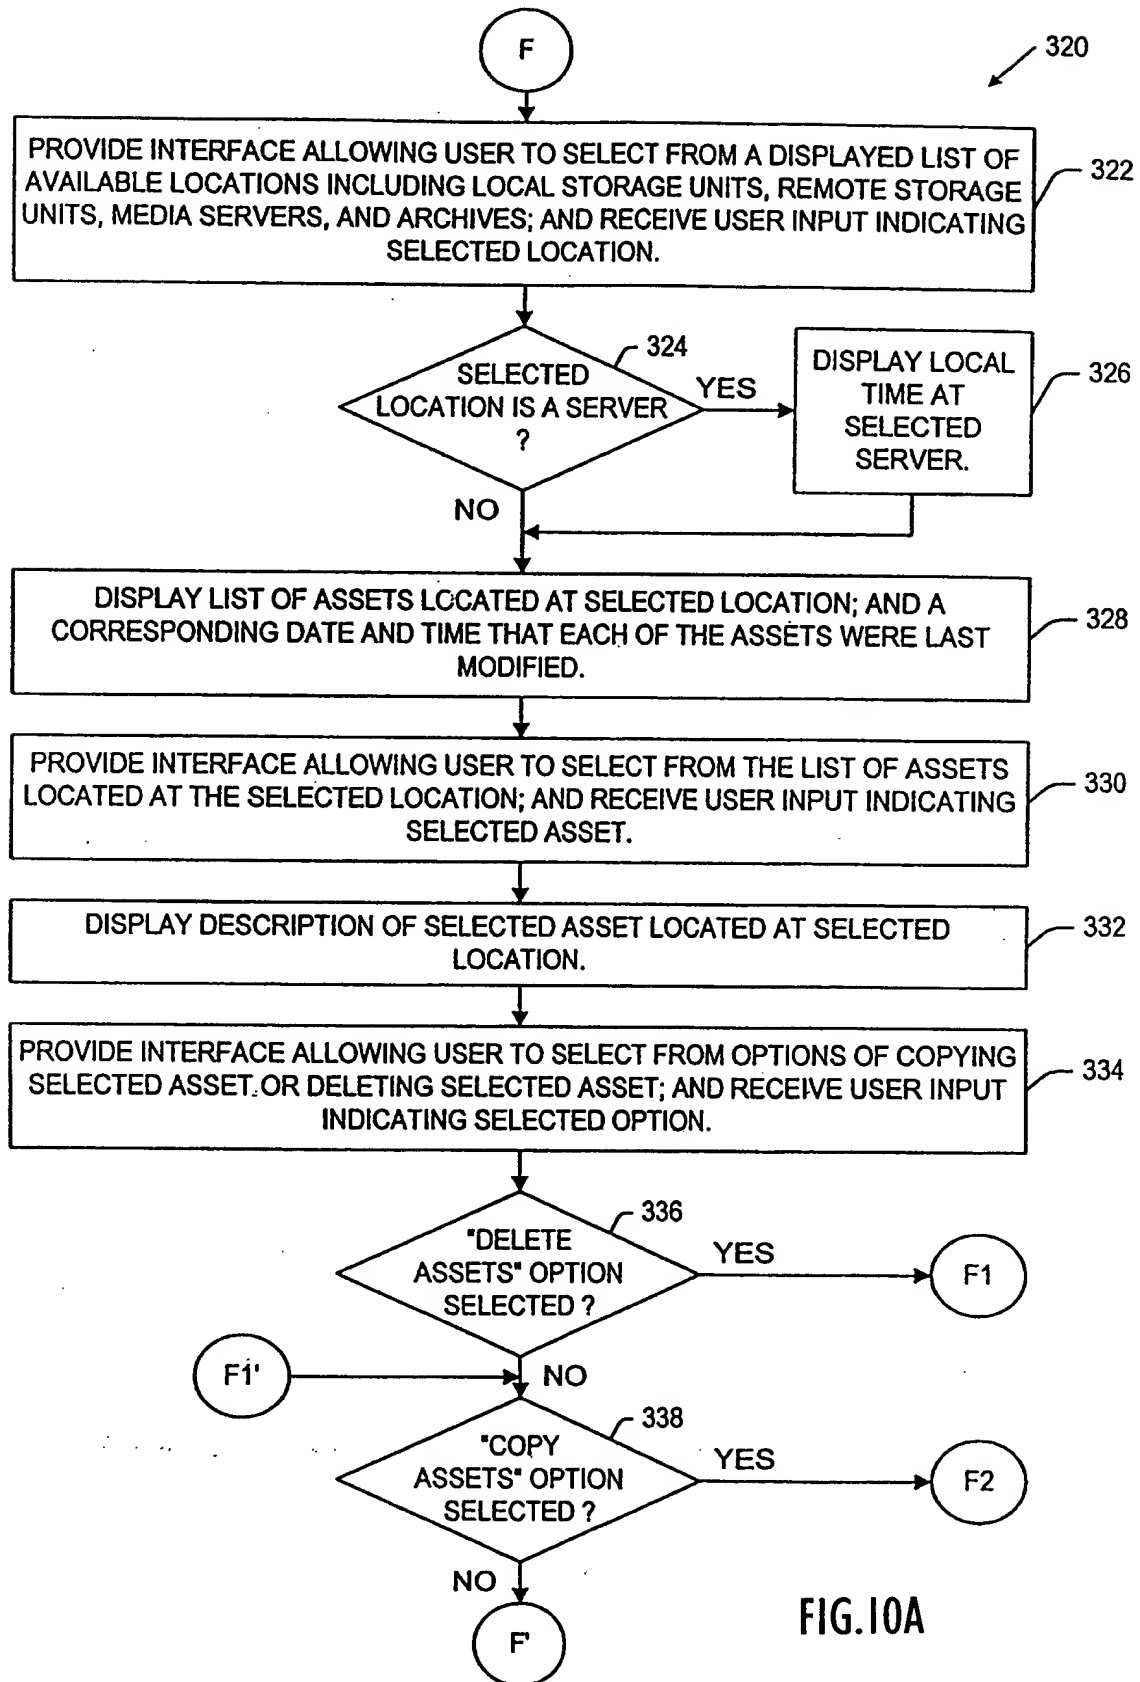 F
320
PROVIDE INTERFACE ALLOWING USER TO SELECT FROM A DISPLAYED LIST OF
AVAILABLE LOCATIONS INCLUDING LOCAL STORAGE UNITS, REMOTE STORAGE
UNITS, MEDIA SERVERS, AND ARCHIVES; AND RECEIVE USER INPUT INDICATING
SELECTED LOCATION.
322
324
SELECTED
LOCATION IS A SERVER
?
YES
DISPLAY LOCAL
TIME AT
SELECTED
SERVER.
326
NO
DISPLAY LIST OF ASSETS LOCATED AT SELECTED LOCATION; AND A
CORRESPONDING DATE AND TIME THAT EACH OF THE ASSETS WERE LAST
MODIFIED.
328
PROVIDE INTERFACE ALLOWING USER TO SELECT FROM THE LIST OF ASSETS
LOCATED AT THE SELECTED LOCATION; AND RECEIVE USER INPUT INDICATING
SELECTED ASSET.
330
DISPLAY DESCRIPTION OF SELECTED ASSET LOCATED AT SELECTED
LOCATION.
332
PROVIDE INTERFACE ALLOWING USER TO SELECT FROM OPTIONS OF COPYING
SELECTED ASSET OR DELETING SELECTED ASSET; AND RECEIVE USER INPUT
INDICATING SELECTED OPTION.
334
336
"DELETE
ASSETS" OPTION
SELECTED ?
YES
F1
F1'
NO
338
"COPY
ASSETS" OPTION
SELECTED ?
YES
F2
NO
F'
FIG.10A